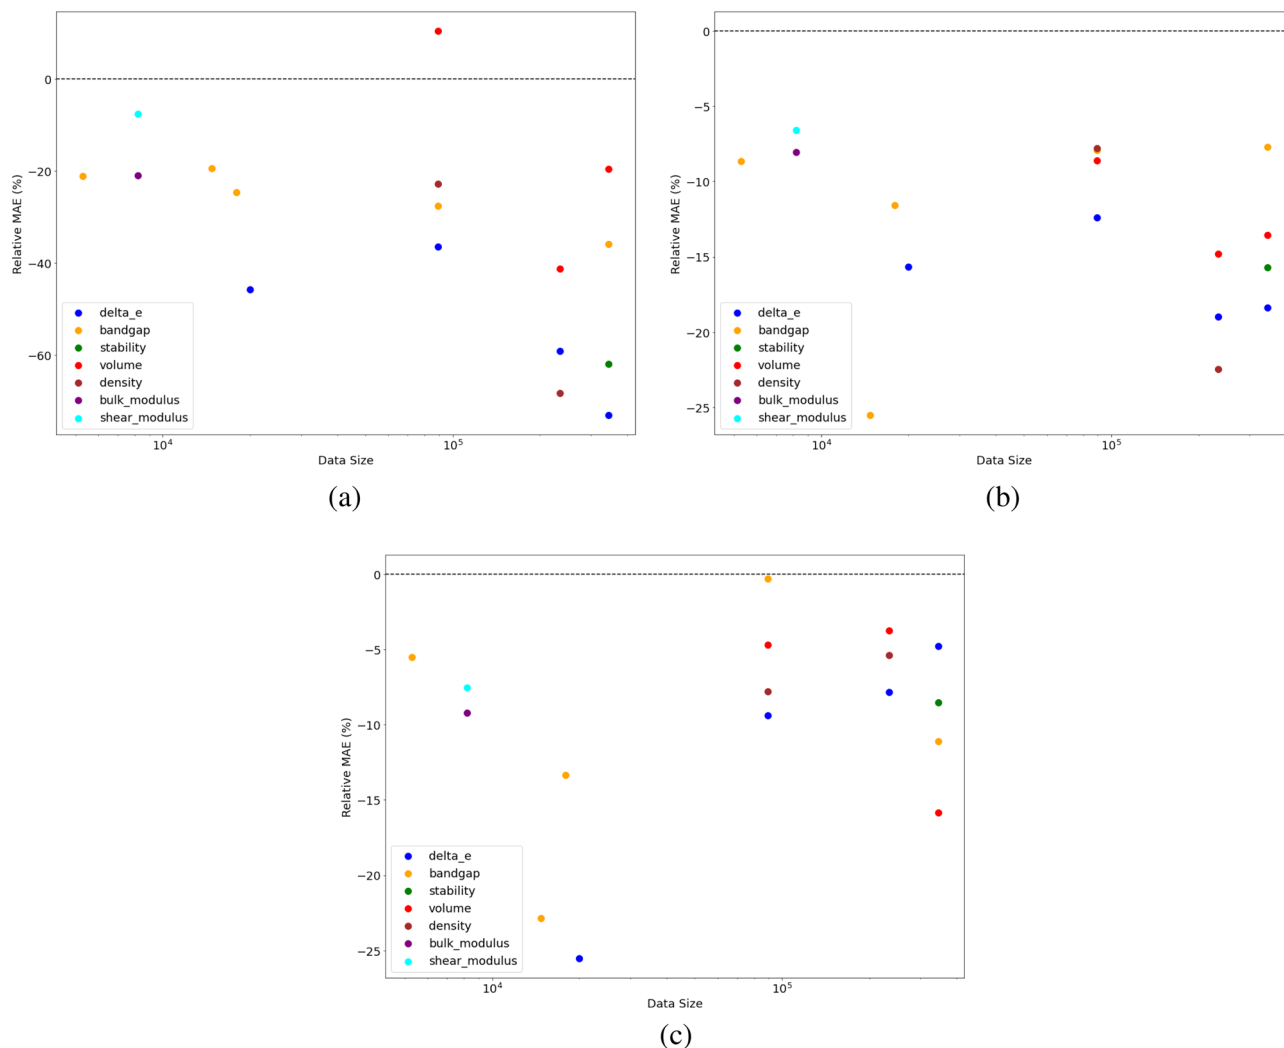 0
−20
−40
−60
Relative MAE (%)
delta_e
bandgap
stability
volume
density
bulk_modulus
shear_modulus
10⁴
10⁵
Data Size
(a)
0
−5
−10
−15
−20
−25
Relative MAE (%)
delta_e
bandgap
stability
volume
density
bulk_modulus
shear_modulus
10⁴
10⁵
Data Size
(b)
0
−5
−10
−15
−20
−25
Relative MAE (%)
delta_e
bandgap
stability
volume
density
bulk_modulus
shear_modulus
10⁴
10⁵
Data Size
(c)